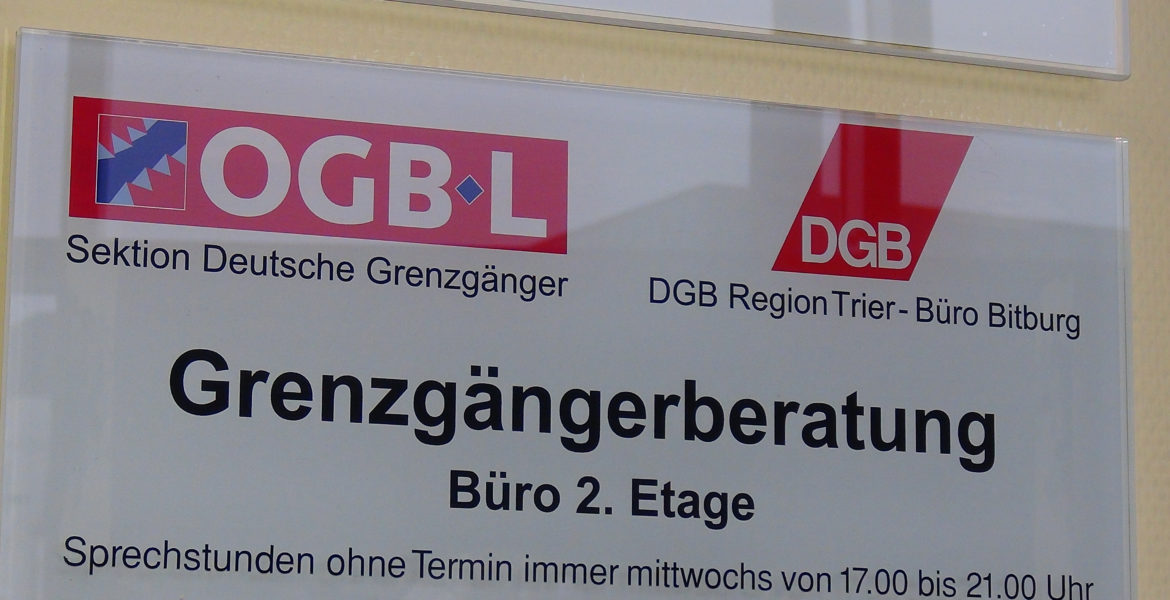 OGB·L
Sektion Deutsche Grenzgänger
DGB
DGB Region Trier - Büro Bitburg
Grenzgängerberatung
Büro 2. Etage
Sprechstunden ohne Termin immer mittwochs von 17.00 bis 21.00 Uhr